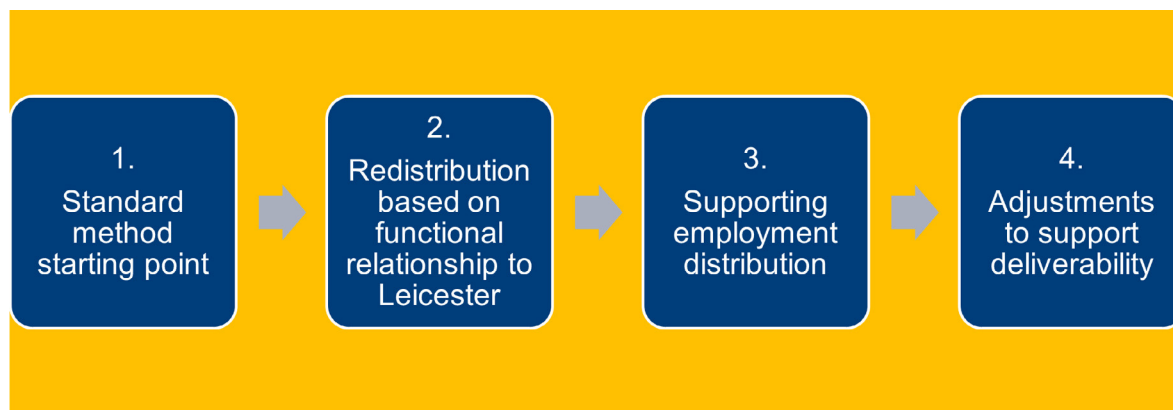 1.
Standard
method
starting point
2.
Redistribution
based on
functional
relationship to
Leicester
3.
Supporting
employment
distribution
4.
Adjustments
to support
deliverability